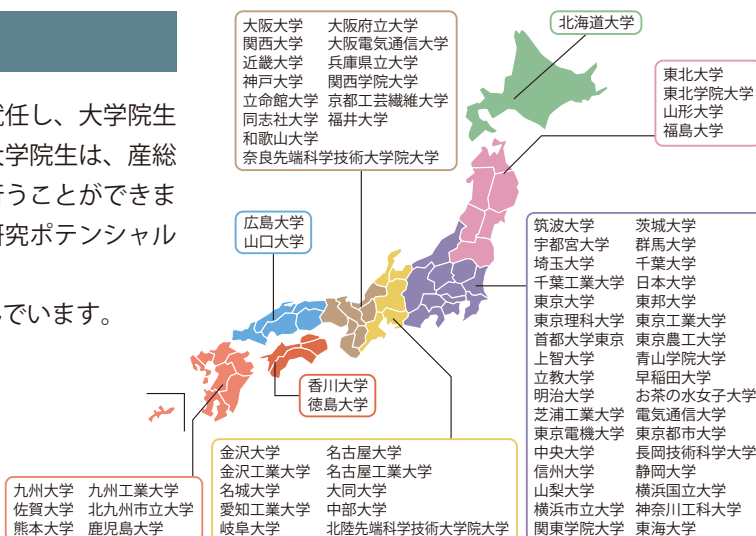 就任し、大学院生
大学院生は、産総
行うことができま
研究ポテンシャル
でいます。
大阪大学 大阪府立大学
関西大学 大阪電気通信大学
近畿大学 兵庫県立大学
神戸大学 関西学院大学
立命館大学 京都工芸繊維大学
同志社大学 福井大学
和歌山大学
奈良先端科学技術大学院大学
北海道大学
東北大学
東北学院大学
山形大学
福島大学
広島大学
山口大学
筑波大学 茨城大学
宇都宮大学 群馬大学
埼玉大学 千葉大学
千葉工業大学 日本大学
東京大学 東邦大学
東京理科大学 東京工業大学
首都大学東京 東京農工大学
上智大学 青山学院大学
立教大学 早稲田大学
明治大学 お茶の水女子大学
芝浦工業大学 電気通信大学
東京電機大学 東京都市大学
中央大学 長岡技術科学大学
信州大学 静岡大学
山梨大学 横浜国立大学
横浜市立大学 神奈川工科大学
関東学院大学 東海大学
香川大学
徳島大学
金沢大学 名古屋大学
金沢工業大学 名古屋工業大学
名城大学 大同大学
愛知工業大学 中部大学
岐阜大学 北陸先端科学技術大学院大学
九州大学 九州工業大学
佐賀大学 北九州市立大学
熊本大学 鹿児島大学